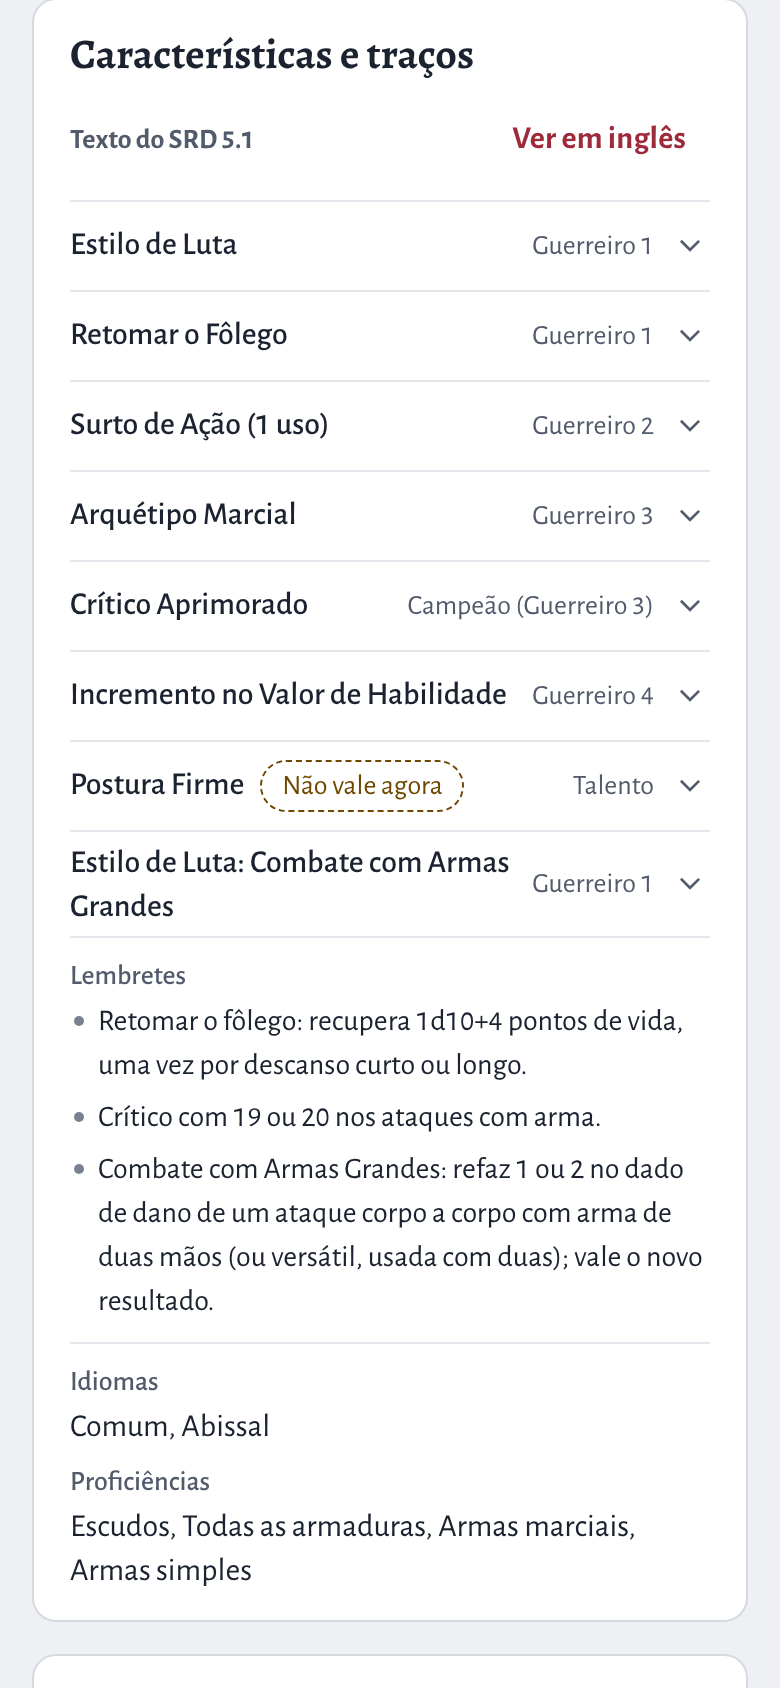 Características e traços
Texto do SRD 5.1 Ver em inglês
Estilo de Luta Guerreiro 1
Retomar o Fôlego Guerreiro 1
Surto de Ação (1 uso) Guerreiro 2
Arquétipo Marcial Guerreiro 3
Crítico Aprimorado Campeão (Guerreiro 3)
Incremento no Valor de Habilidade Guerreiro 4
Postura Firme Não vale agora Talento
Estilo de Luta: Combate com Armas
Grandes Guerreiro 1
Lembretes
• Retomar o fôlego: recupera 1d10+4 pontos de vida,
uma vez por descanso curto ou longo.
• Crítico com 19 ou 20 nos ataques com arma.
• Combate com Armas Grandes: refaz 1 ou 2 no dado
de dano de um ataque corpo a corpo com arma de
duas mãos (ou versátil, usada com duas); vale o novo
resultado.
Idiomas
Comum, Abissal
Proficiências
Escudos, Todas as armaduras, Armas marciais,
Armas simples